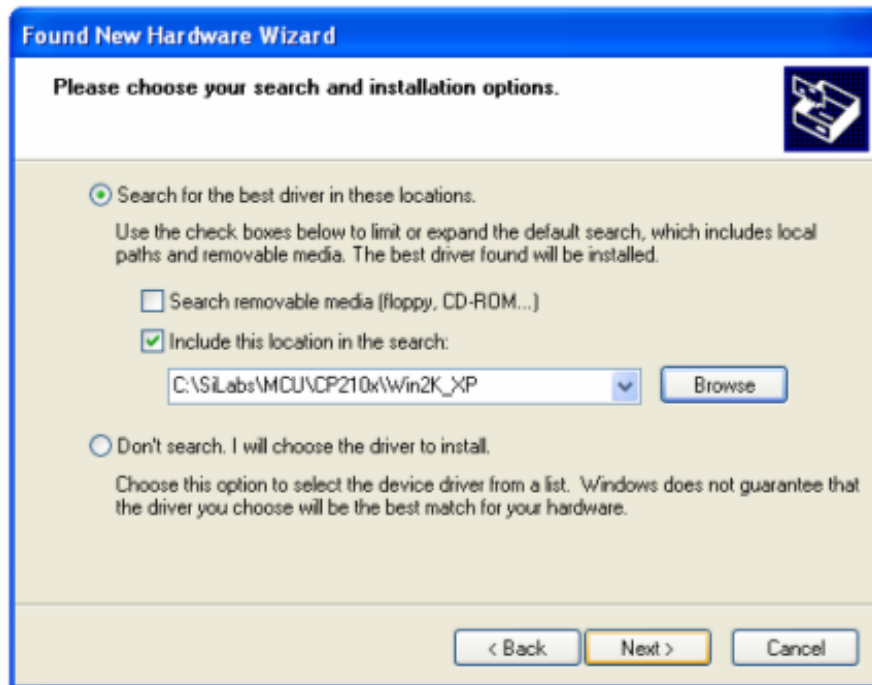 Found New Hardware Wizard
Please choose your search and installation options.
Search for the best driver in these locations.
Use the check boxes below to limit or expand the default search, which includes local
paths and removable media. The best driver found will be installed.
Search removable media (floppy, CD-ROM...)
Include this location in the search:
C:\SiLabs\MCU\CP210x\Win2K_XP
Browse
Don't search. I will choose the driver to install.
Choose this option to select the device driver from a list. Windows does not guarantee that
the driver you choose will be the best match for your hardware.
< Back
Next >
Cancel